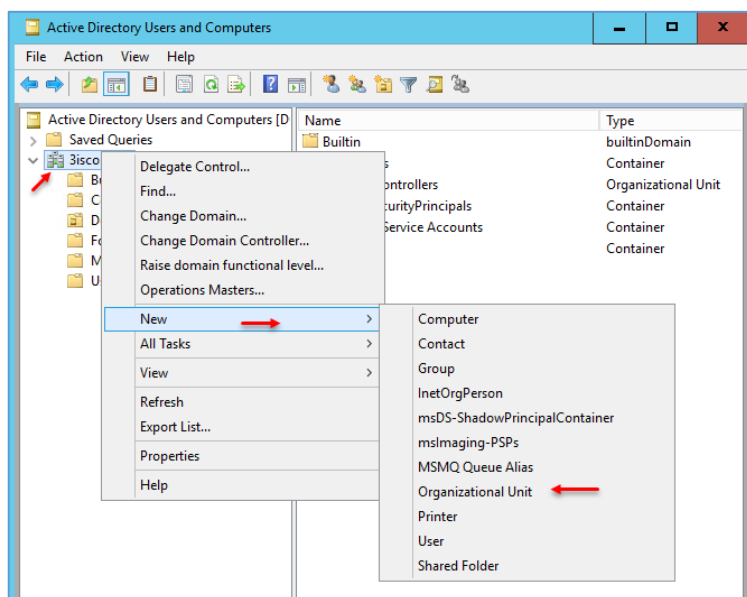 Active Directory Users and Computers
File Action View Help
Active Directory Users and Computers [D
Saved Queries
3isco
Name Type
Builtin builtinDomain
Container
ontrollers Organizational Unit
curityPrincipals Container
Service Accounts Container
Container
Delegate Control...
Find...
Change Domain...
Change Domain Controller...
Raise domain functional level...
Operations Masters...
New
All Tasks
View
Refresh
Export List...
Properties
Help
Computer
Contact
Group
InetOrgPerson
msDS-ShadowPrincipalContainer
msImaging-PSPs
MSMQ Queue Alias
Organizational Unit
Printer
User
Shared Folder